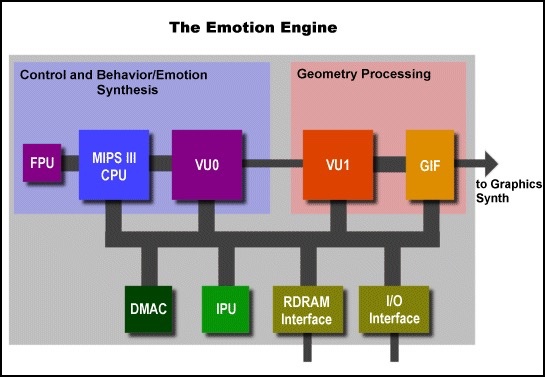 The Emotion Engine
Control and Behavior/Emotion
Synthesis
Geometry Processing
FPU
MIPS III
CPU
VU0
VU1
GIF
to Graphics
Synth
DMAC
IPU
RDRAM
Interface
I/O
Interface